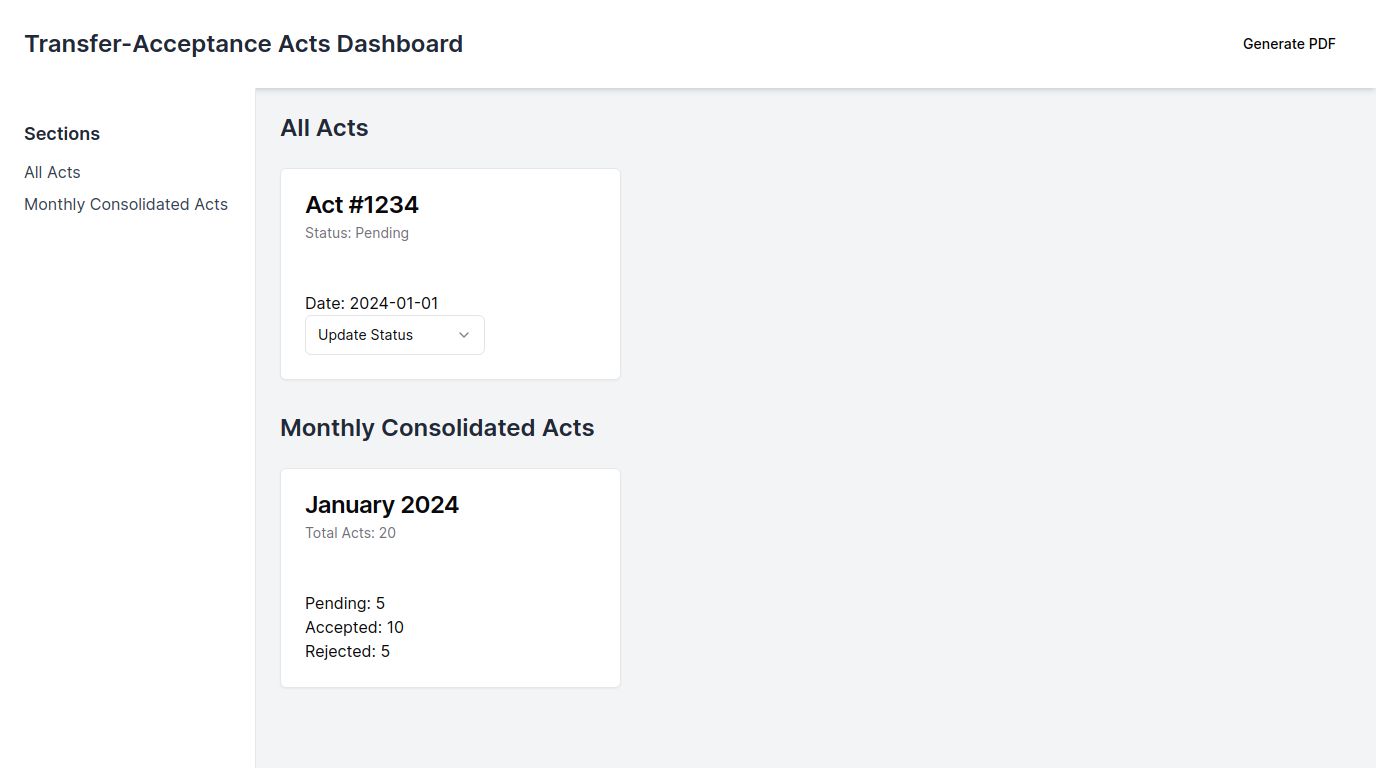 Transfer-Acceptance Acts Dashboard
Generate PDF
Sections
All Acts
Monthly Consolidated Acts
All Acts
Act #1234
Status: Pending
Date: 2024-01-01
Update Status
Monthly Consolidated Acts
January 2024
Total Acts: 20
Pending: 5
Accepted: 10
Rejected: 5